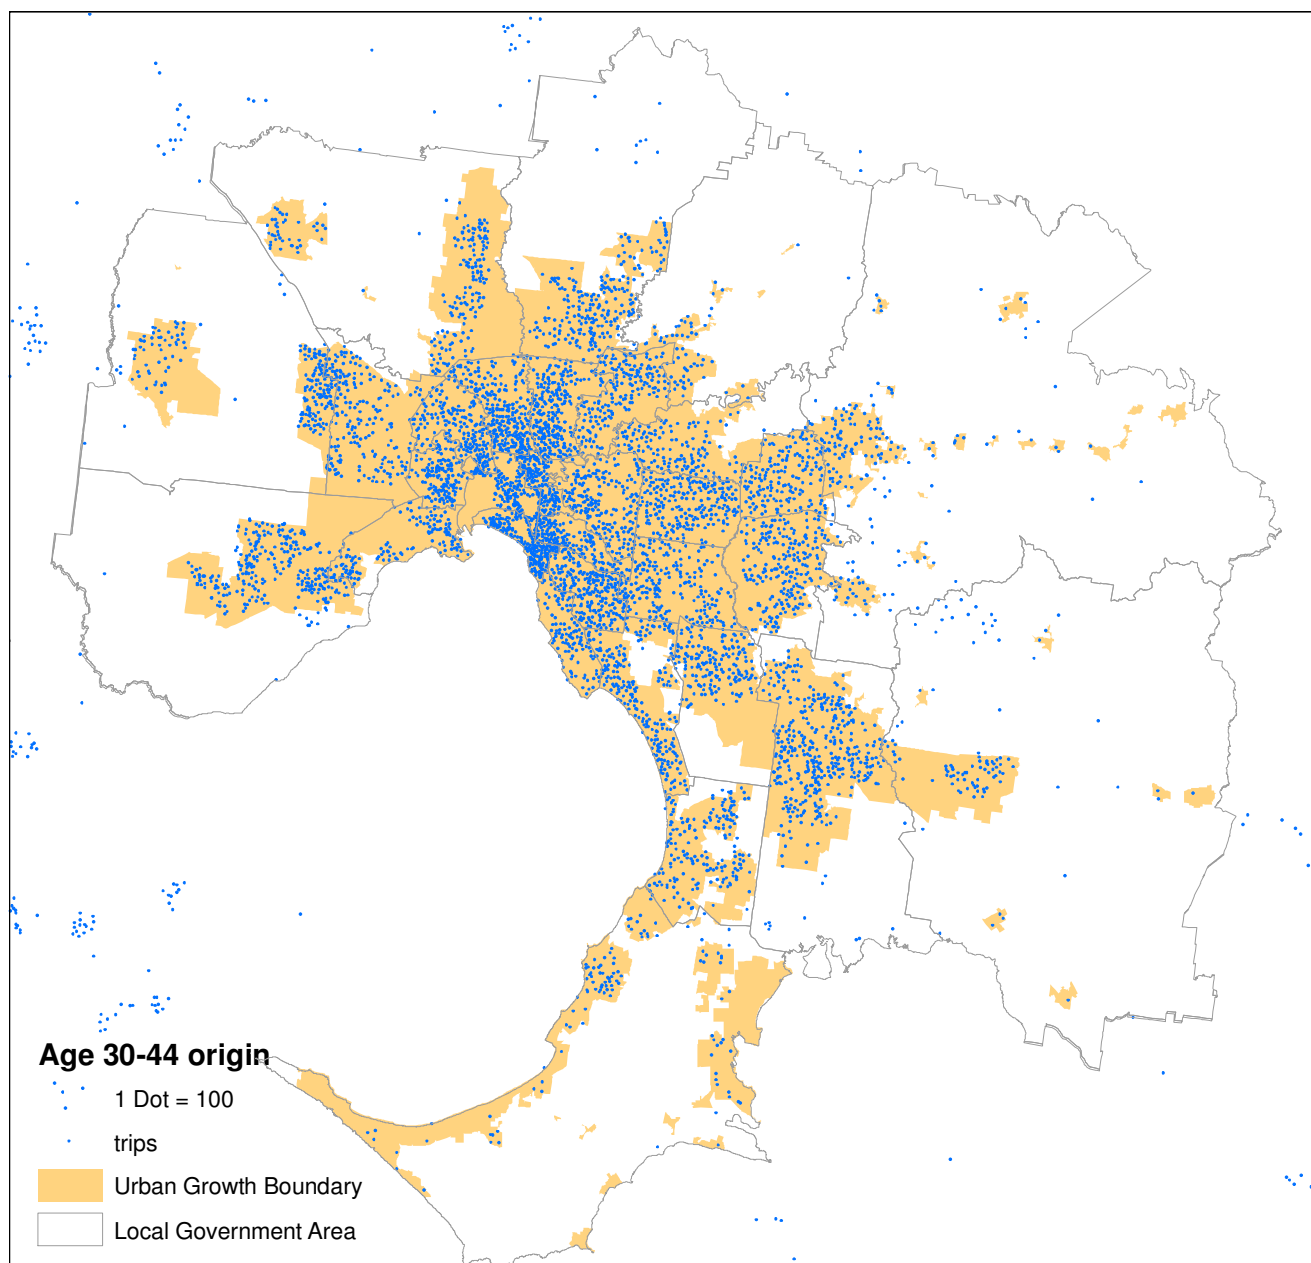 Age 30-44 origin
1 Dot = 100
trips
Urban Growth Boundary
Local Government Area